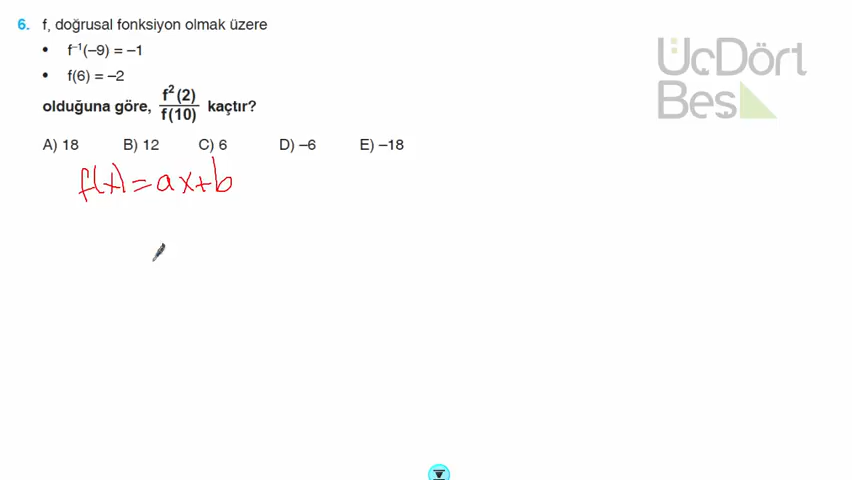 6. f, doğrusal fonksiyon olmak üzere
• f⁻¹(–9) = –1
• f(6) = –2
olduğuna göre, f²(2)/f(10) kaçtır?
A) 18 B) 12 C) 6 D) –6 E) –18
f(x) = ax+b
ÜçDört
Beş